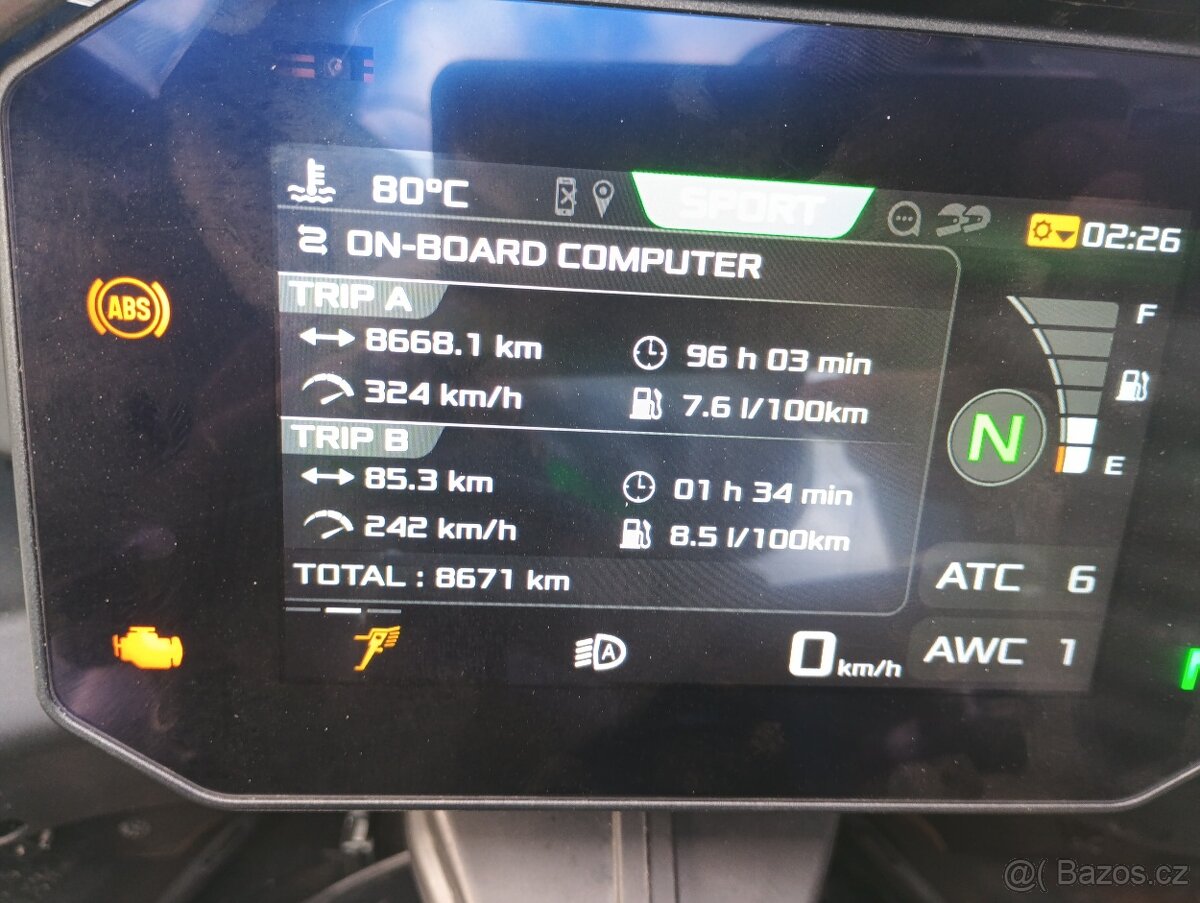 80°C
SPORT
02:26
ON-BOARD COMPUTER
TRIP A
8668.1 km
96 h 03 min
324 km/h
7.6 l/100km
TRIP B
85.3 km
01 h 34 min
242 km/h
8.5 l/100km
TOTAL : 8671 km
ABS
F
N
E
ATC 6
AWC 1
A
0 km/h
@( Bazos.cz